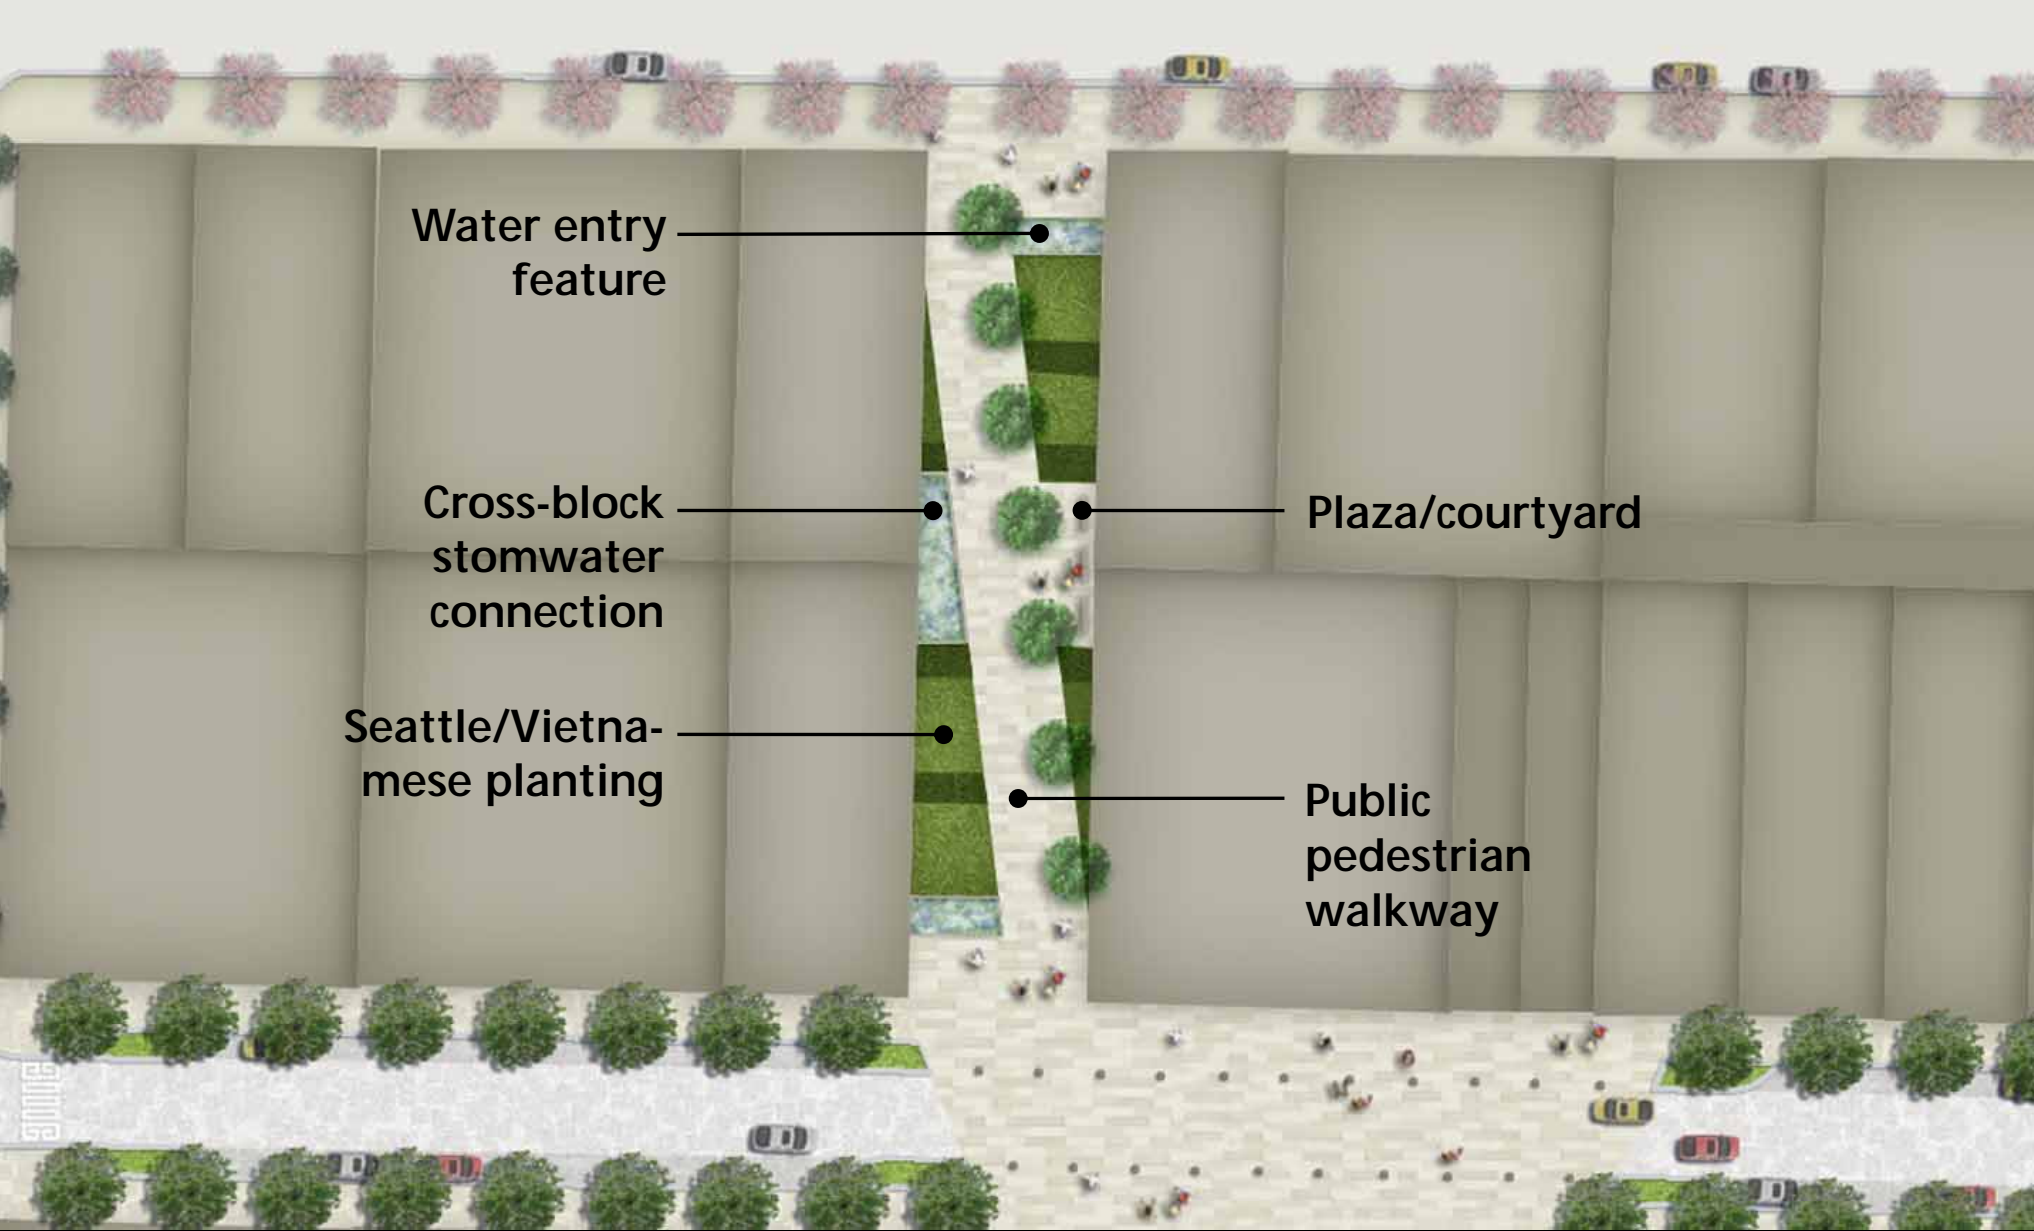 Water entry
feature
Cross-block
stomwater
connection
Plaza/courtyard
Seattle/Vietna-
mese planting
Public
pedestrian
walkway